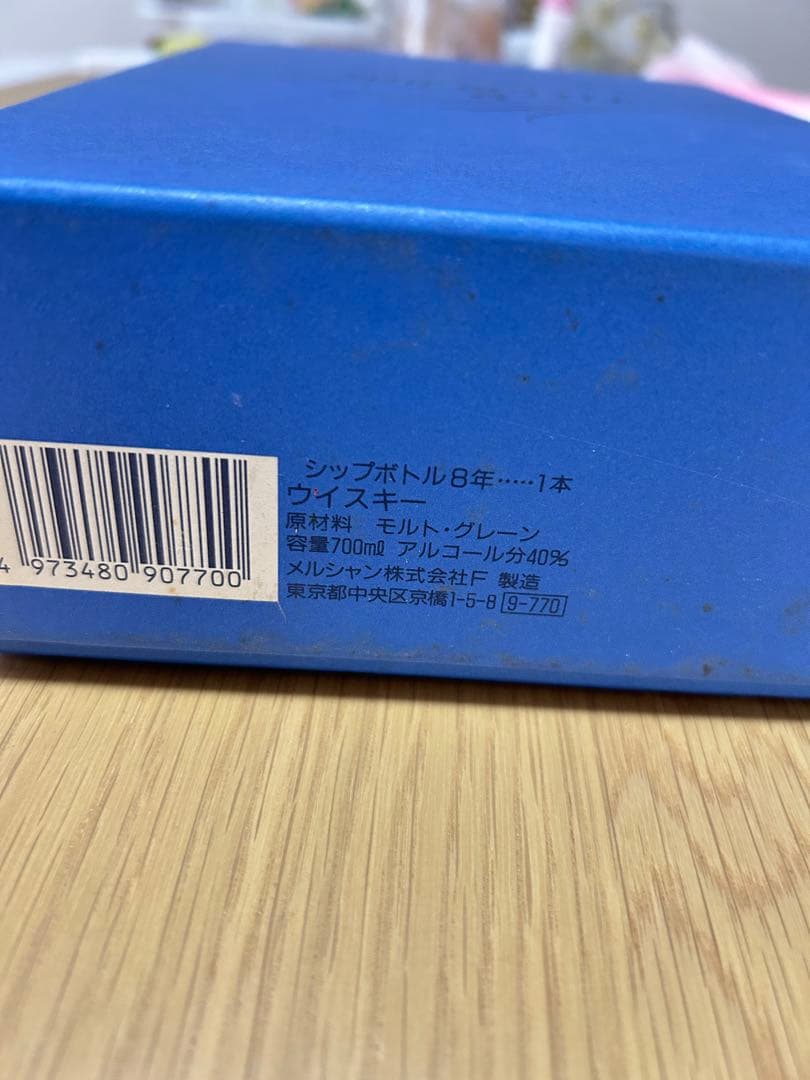 シップボトル8年……1本
ウイスキー
原材料 モルト・グレーン
容量700ml アルコール分40%
メルシャン株式会社F 製造
東京都中央区京橋1-5-8 9-770
4 973480 907700